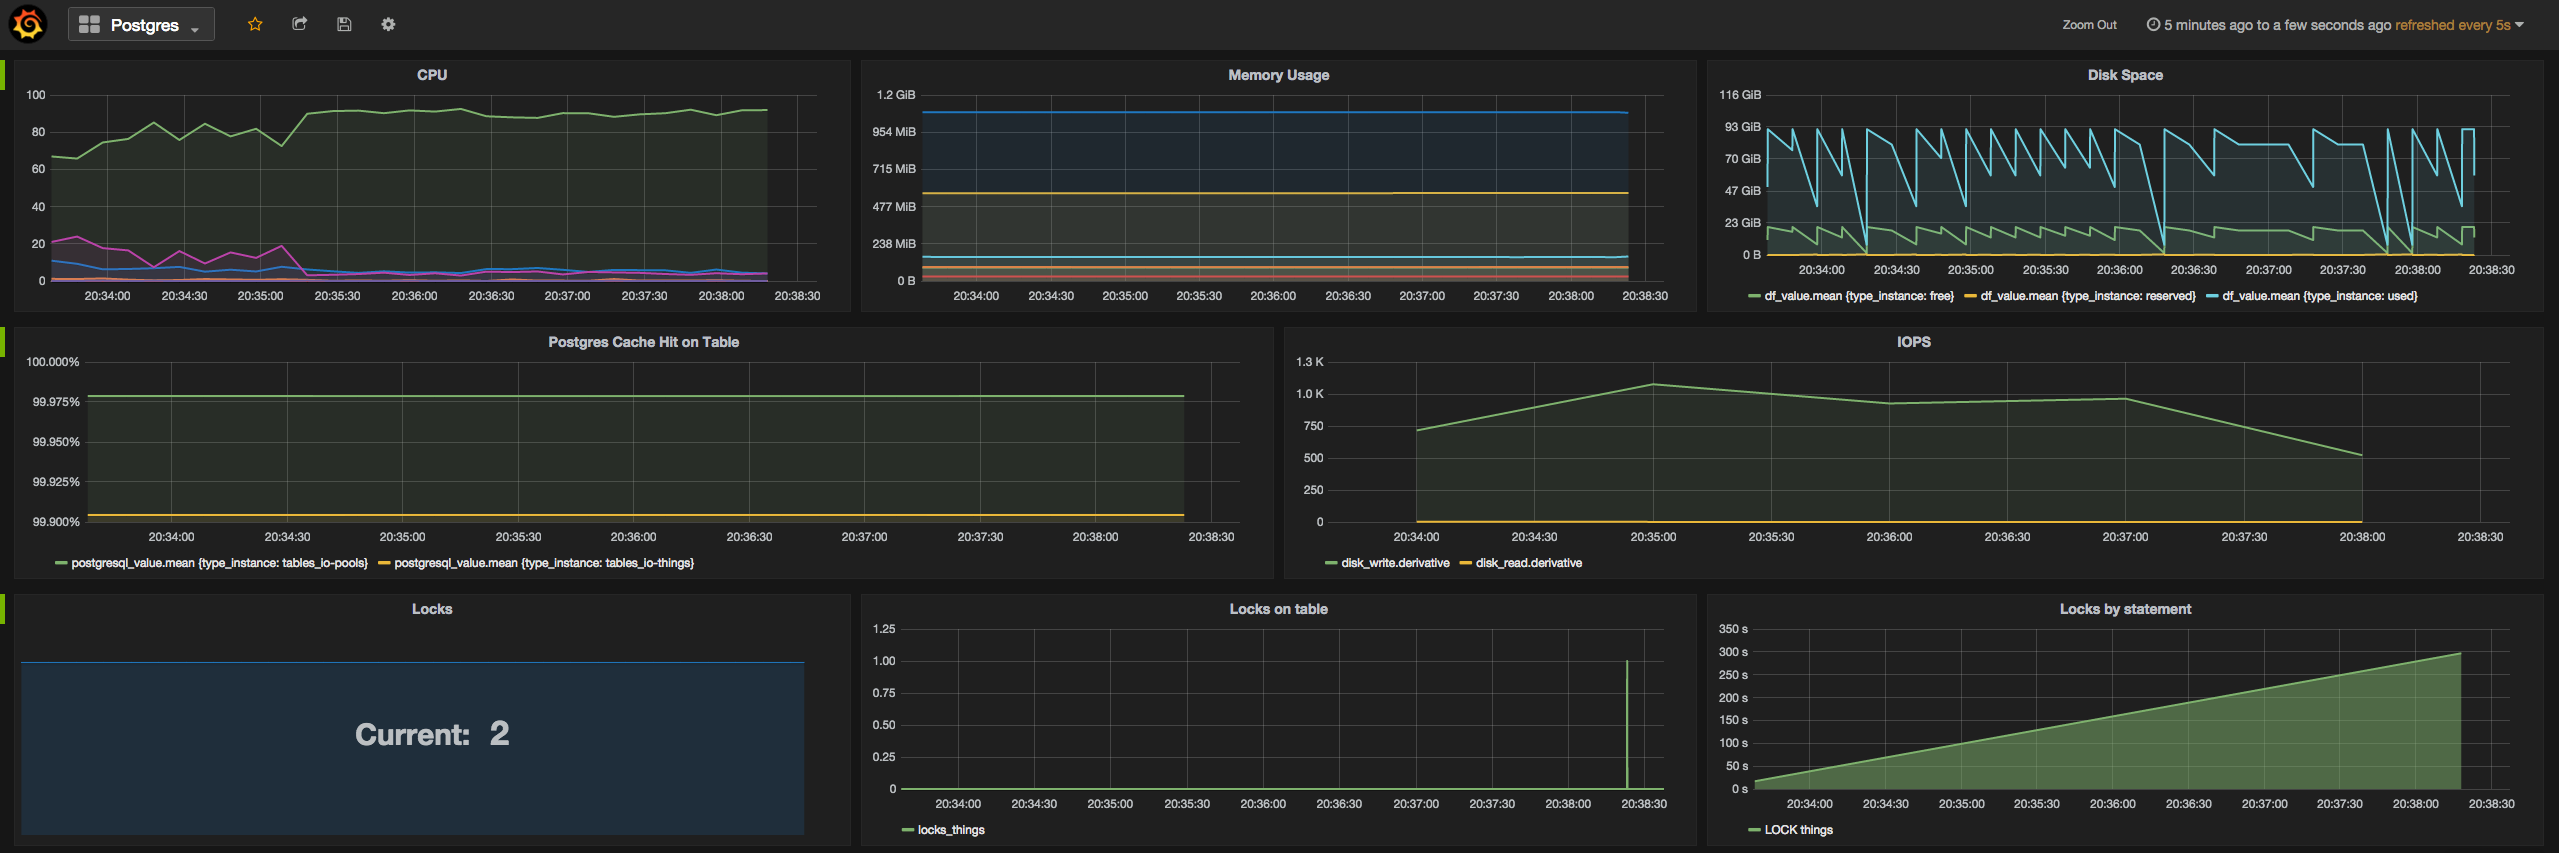 Postgres
Zoom Out
5 minutes ago to a few seconds ago refreshed every 5s
CPU
100
80
60
40
20
0
20:34:00 20:34:30 20:35:00 20:35:30 20:36:00 20:36:30 20:37:00 20:37:30 20:38:00 20:38:30
Memory Usage
1.2 GiB
954 MiB
715 MiB
477 MiB
238 MiB
0 B
20:34:00 20:34:30 20:35:00 20:35:30 20:36:00 20:36:30 20:37:00 20:37:30 20:38:00 20:38:30
Disk Space
116 GiB
93 GiB
70 GiB
47 GiB
23 GiB
0 B
20:34:00 20:34:30 20:35:00 20:35:30 20:36:00 20:36:30 20:37:00 20:37:30 20:38:00 20:38:30
df_value.mean {type_instance: free} df_value.mean {type_instance: reserved} df_value.mean {type_instance: used}
Postgres Cache Hit on Table
100.000%
99.975%
99.950%
99.925%
99.900%
20:34:00 20:34:30 20:35:00 20:35:30 20:36:00 20:36:30 20:37:00 20:37:30 20:38:00 20:38:30
postgresql_value.mean {type_instance: tables_io-pools} postgresql_value.mean {type_instance: tables_io-things}
IOPS
1.3 K
1.0 K
750
500
250
0
20:34:00 20:34:30 20:35:00 20:35:30 20:36:00 20:36:30 20:37:00 20:37:30 20:38:00 20:38:30
disk_write.derivative disk_read.derivative
Locks
Current: 2
Locks on table
1.25
1.00
0.75
0.50
0.25
0
20:34:00 20:34:30 20:35:00 20:35:30 20:36:00 20:36:30 20:37:00 20:37:30 20:38:00 20:38:30
locks_things
Locks by statement
350 s
300 s
250 s
200 s
150 s
100 s
50 s
0 s
20:34:00 20:34:30 20:35:00 20:35:30 20:36:00 20:36:30 20:37:00 20:37:30 20:38:00 20:38:30
LOCK things